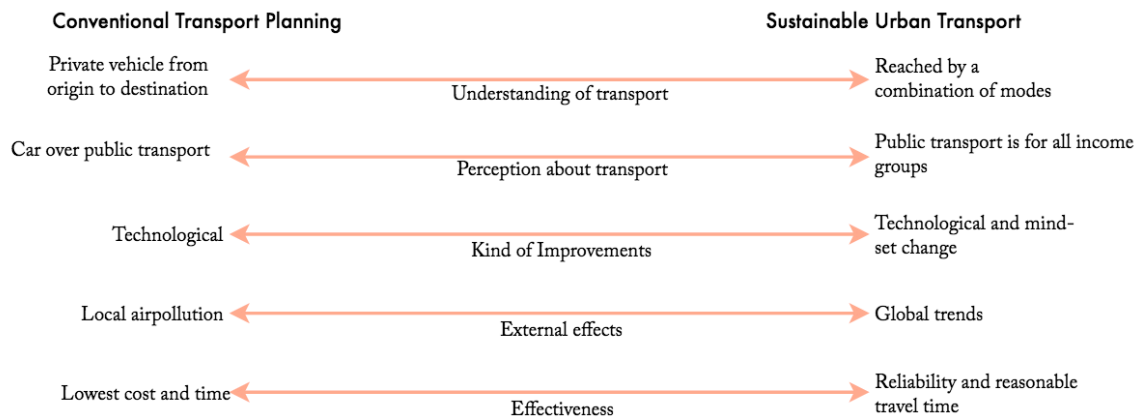 Conventional Transport Planning
Sustainable Urban Transport
Private vehicle from
origin to destination
Understanding of transport
Reached by a
combination of modes
Car over public transport
Perception about transport
Public transport is for all income
groups
Technological
Kind of Improvements
Technological and mind-
set change
Local airpollution
External effects
Global trends
Lowest cost and time
Effectiveness
Reliability and reasonable
travel time